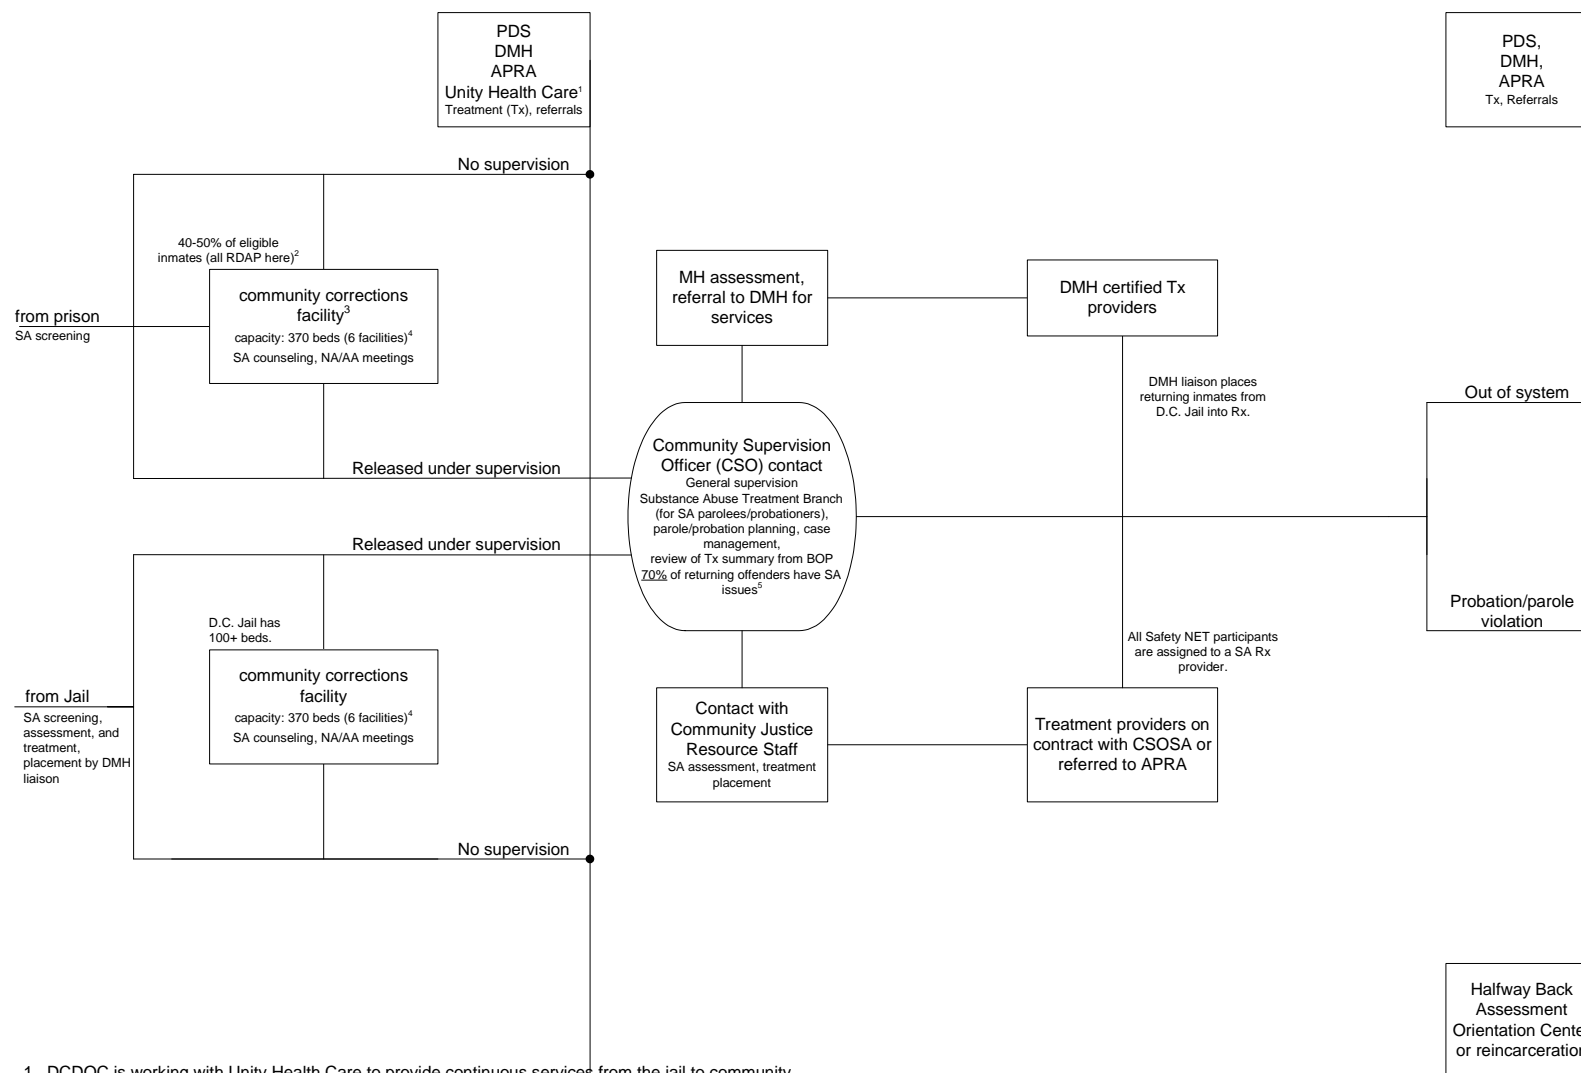 PDS
DMH
APRA
Unity Health Care¹
Treatment (Tx), referrals
PDS,
DMH,
APRA
Tx, Referrals
No supervision
40-50% of eligible
inmates (all RDAP here)²
community corrections
facility³
capacity: 370 beds (6 facilities)⁴
SA counseling, NA/AA meetings
from prison
SA screening
Released under supervision
MH assessment,
referral to DMH for
services
DMH certified Tx
providers
DMH liaison places
returning inmates from
D.C. Jail into Rx.
Community Supervision
Officer (CSO) contact
General supervision
Substance Abuse Treatment Branch
(for SA parolees/probationers),
parole/probation planning, case
management,
review of Tx summary from BOP
70% of returning offenders have SA
issues⁵
Out of system
Probation/parole
violation
Released under supervision
D.C. Jail has
100+ beds.
community corrections
facility
capacity: 370 beds (6 facilities)⁴
SA counseling, NA/AA meetings
from Jail
SA screening,
assessment, and
treatment,
placement by DMH
liaison
All Safety NET participants
are assigned to a SA Rx
provider.
Contact with
Community Justice
Resource Staff
SA assessment, treatment
placement
Treatment providers on
contract with CSOSA or
referred to APRA
No supervision
Halfway Back
Assessment
Orientation Cente
or reincarceration
1. DCDOC is working with Unity Health Care to provide continuous services from the jail to community.